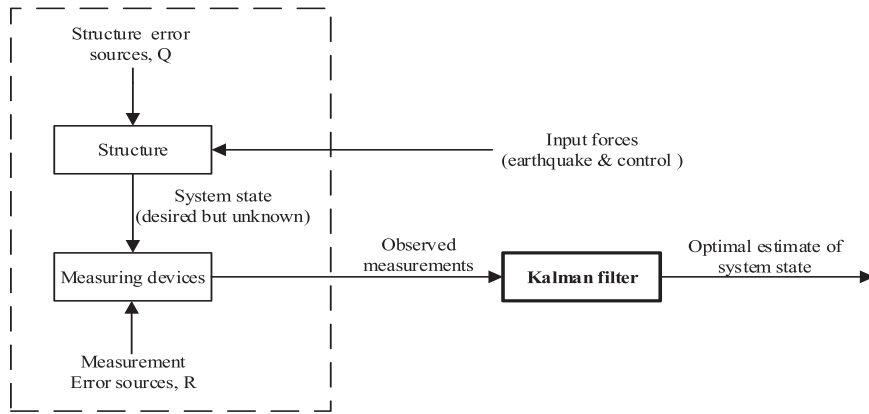 Structure error
sources, Q
Structure
Input forces
(earthquake & control )
System state
(desired but unknown)
Measuring devices
Observed
measurements
Kalman filter
Optimal estimate of
system state
Measurement
Error sources, R